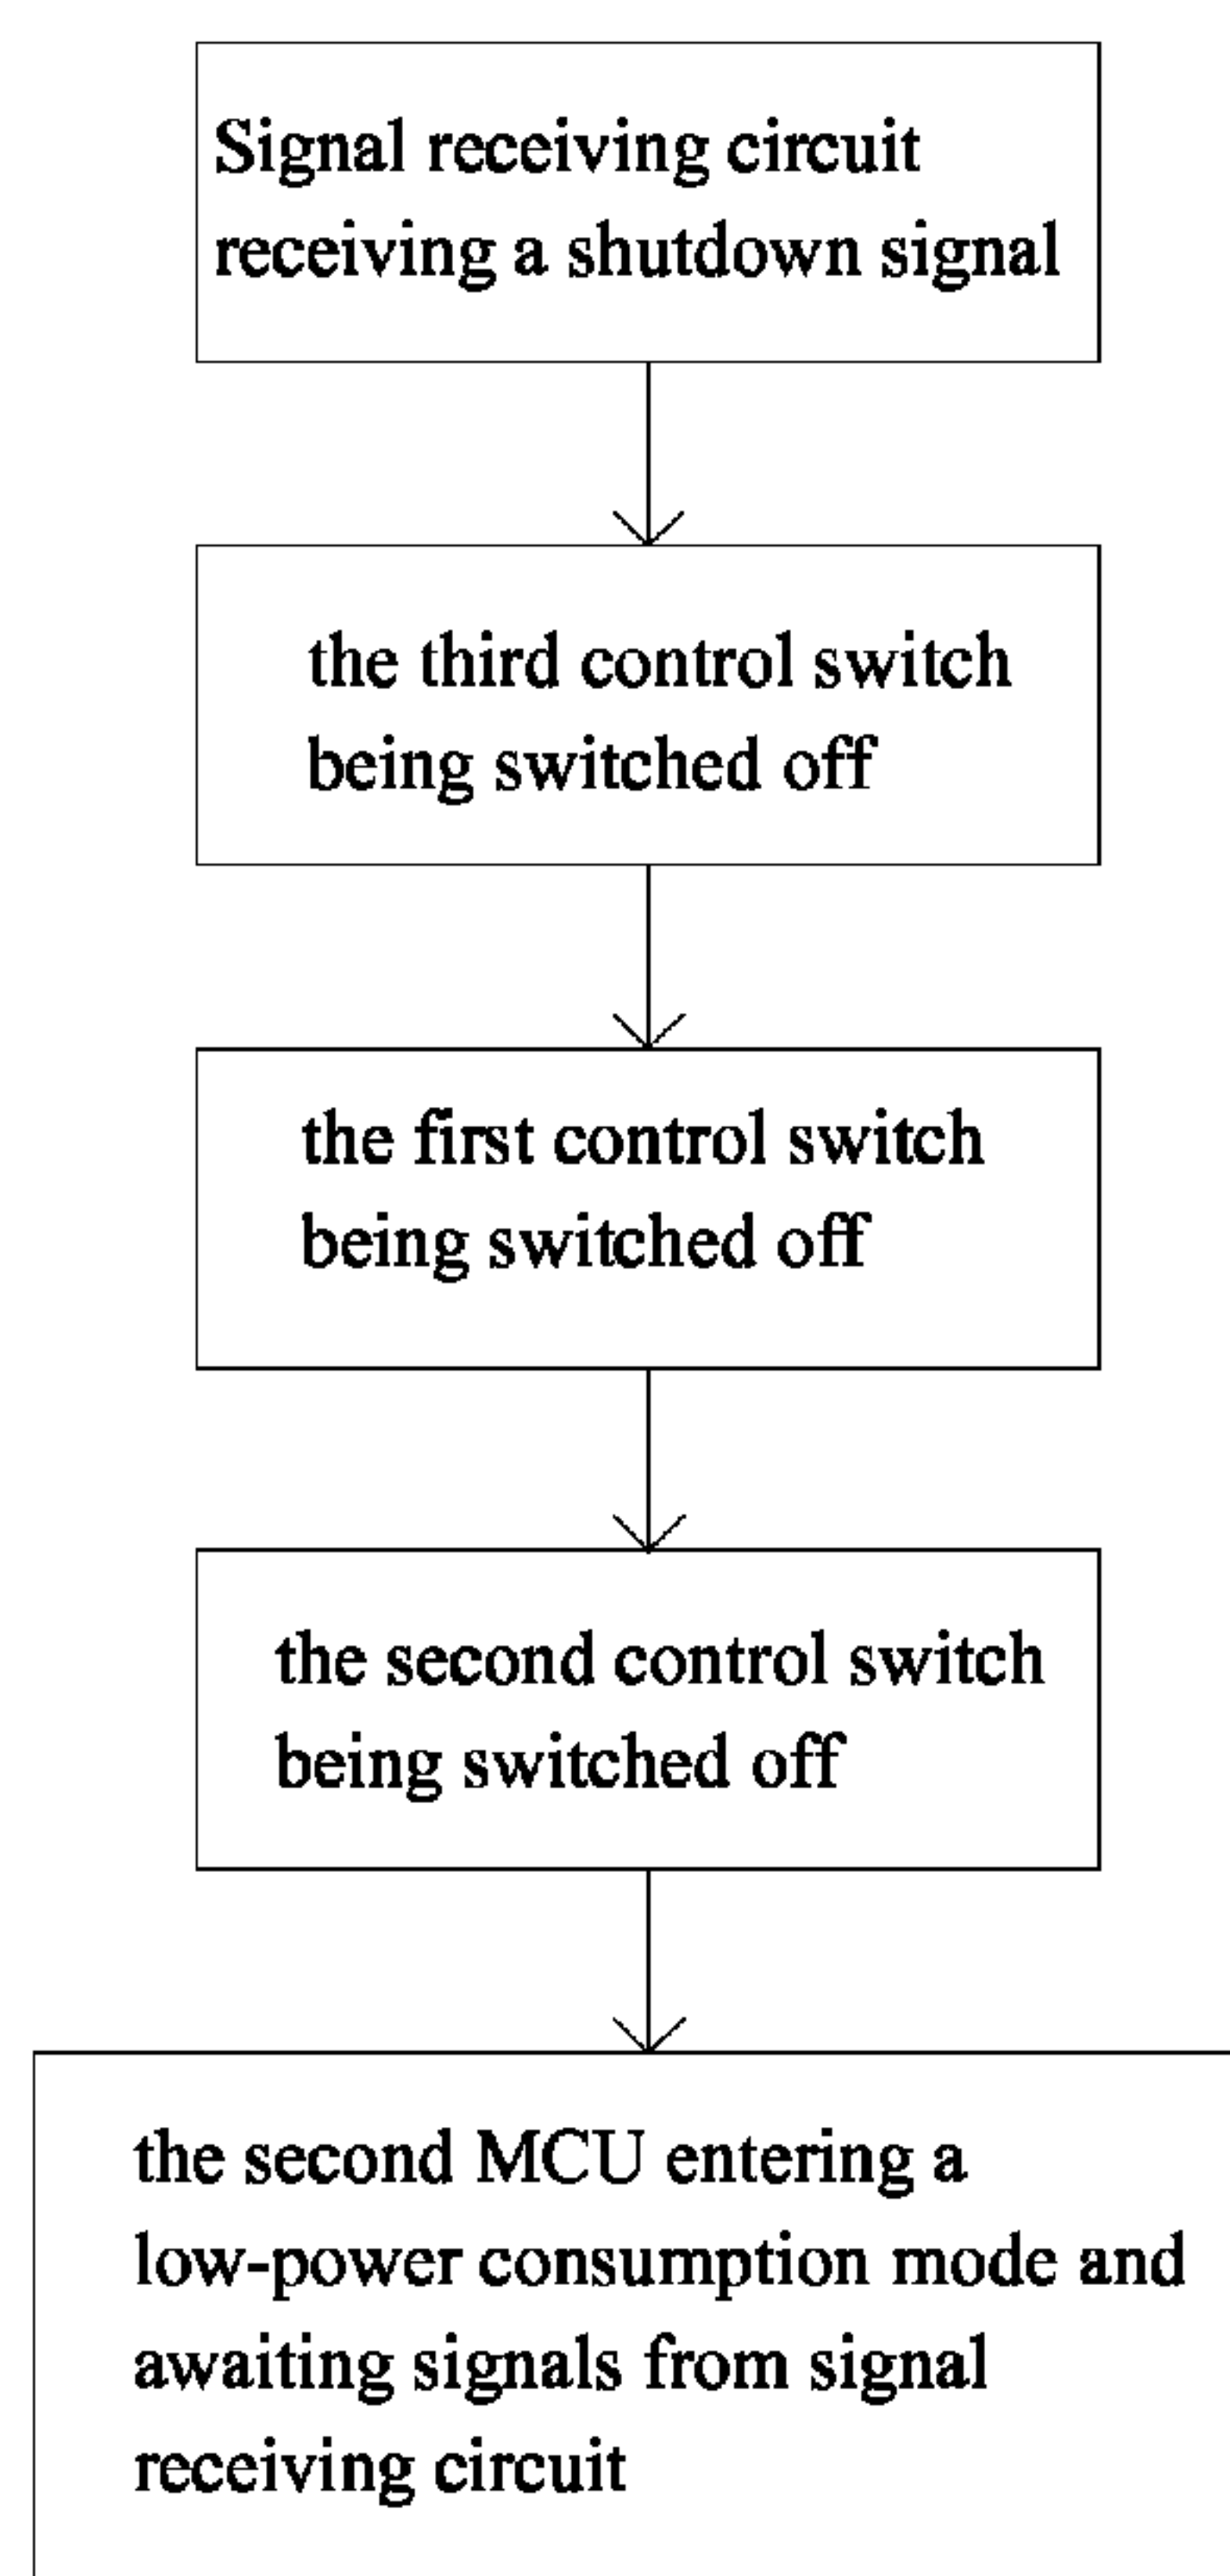 Signal receiving circuit
receiving a shutdown signal
the third control switch
being switched off
the first control switch
being switched off
the second control switch
being switched off
the second MCU entering a
low-power consumption mode and
awaiting signals from signal
receiving circuit